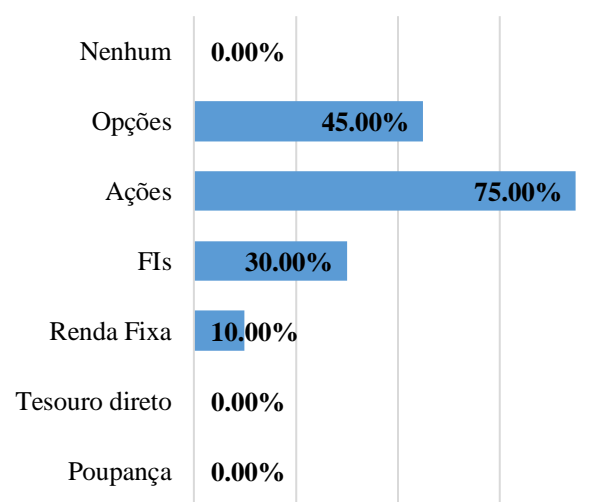 Nenhum 0.00%
Opções 45.00%
Ações 75.00%
FIs 30.00%
Renda Fixa 10.00%
Tesouro direto 0.00%
Poupança 0.00%